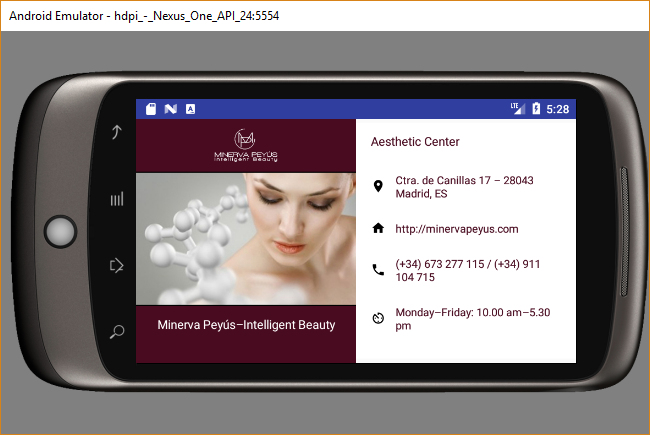 Android Emulator - hdpi_-_Nexus_One_API_24:5554
LTE 5:28
MINERVA PEYÚS
Intelligent Beauty
Minerva Peyús–Intelligent Beauty
Aesthetic Center
Ctra. de Canillas 17 – 28043
Madrid, ES
http://minervapeyus.com
(+34) 673 277 115 / (+34) 911
104 715
Monday–Friday: 10.00 am–5.30
pm